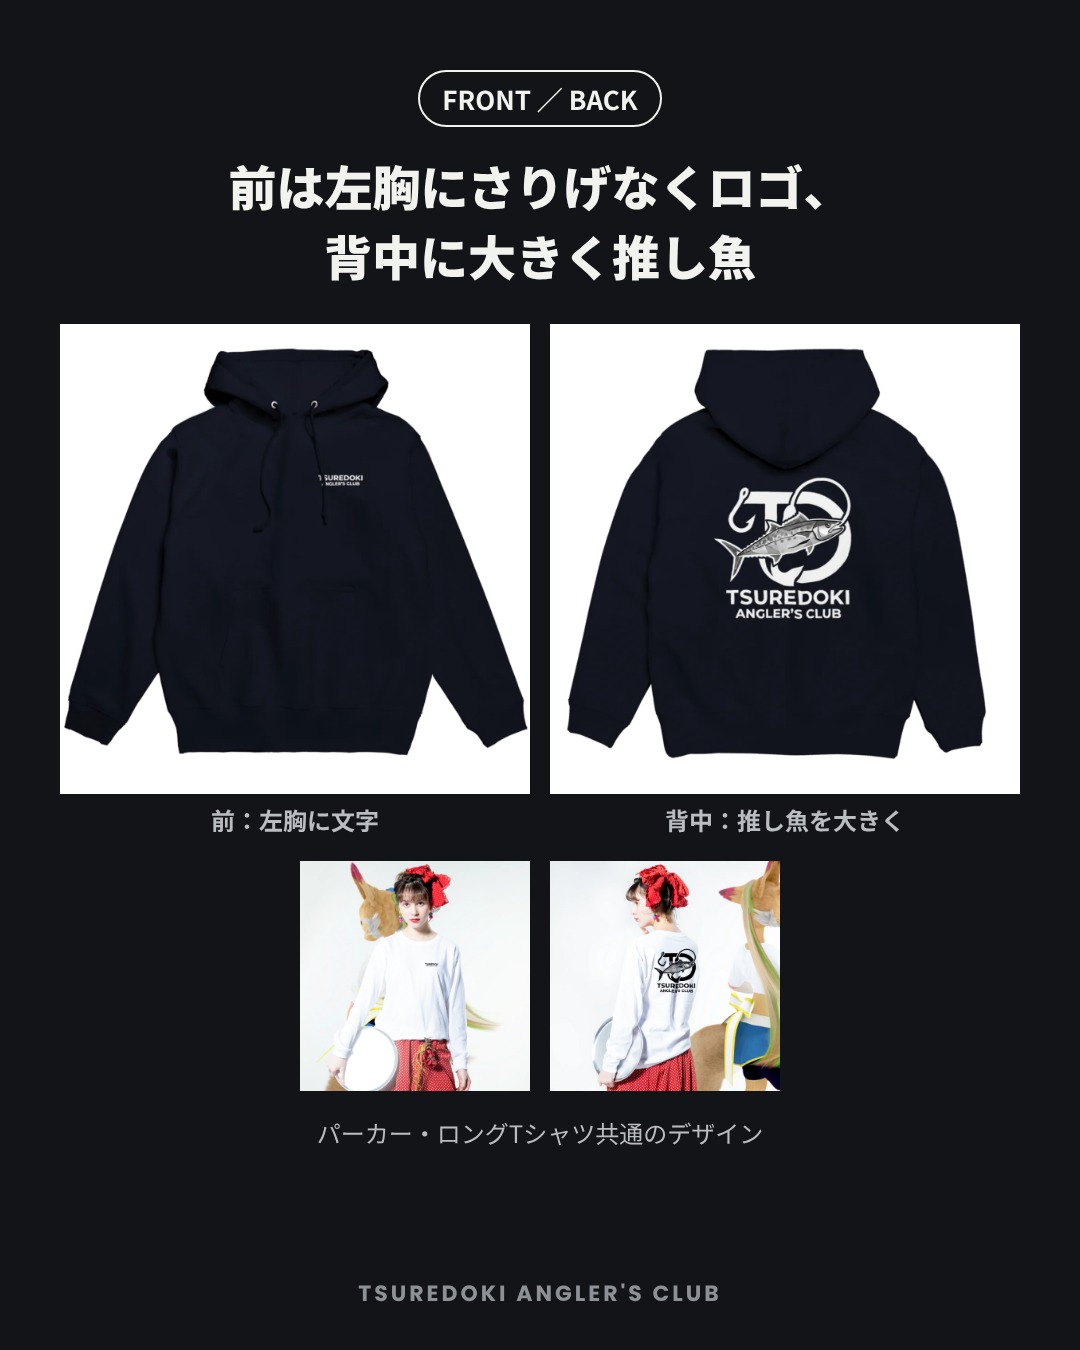 FRONT ／ BACK
前は左胸にさりげなくロゴ、
背中に大きく推し魚
TSUREDOKI
ANGLER'S CLUB
TSUREDOKI
ANGLER'S CLUB
前：左胸に文字
背中：推し魚を大きく
TSUREDOKI
ANGLER'S CLUB
パーカー・ロングTシャツ共通のデザイン
TSUREDOKI ANGLER'S CLUB